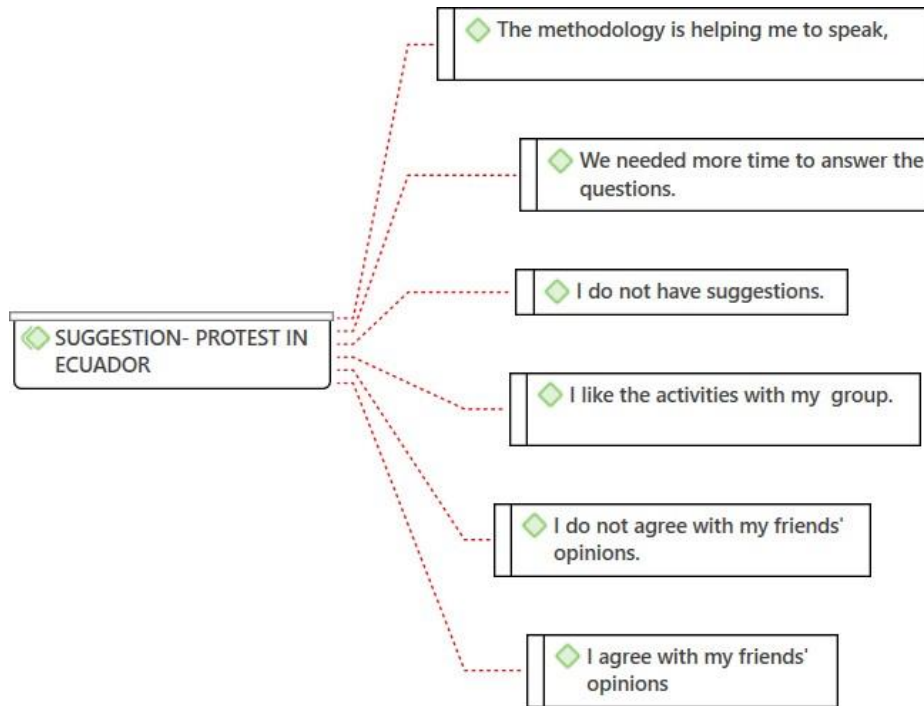 The methodology is helping me to speak,
We needed more time to answer the
questions.
I do not have suggestions.
SUGGESTION- PROTEST IN
ECUADOR
I like the activities with my group.
I do not agree with my friends'
opinions.
I agree with my friends'
opinions